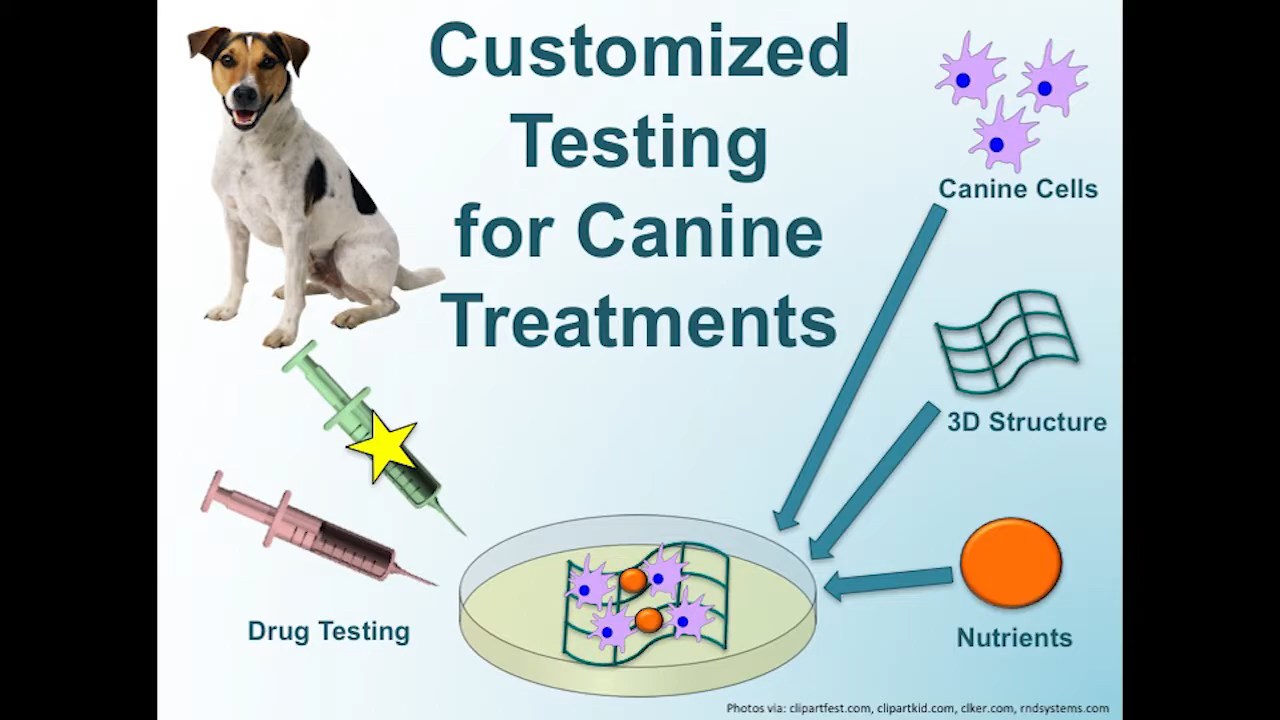 Customized
Testing
for Canine
Treatments
Canine Cells
3D Structure
Nutrients
Drug Testing
Photos via: clipartfest.com, clipartkid.com, clker.com, rndsystems.com